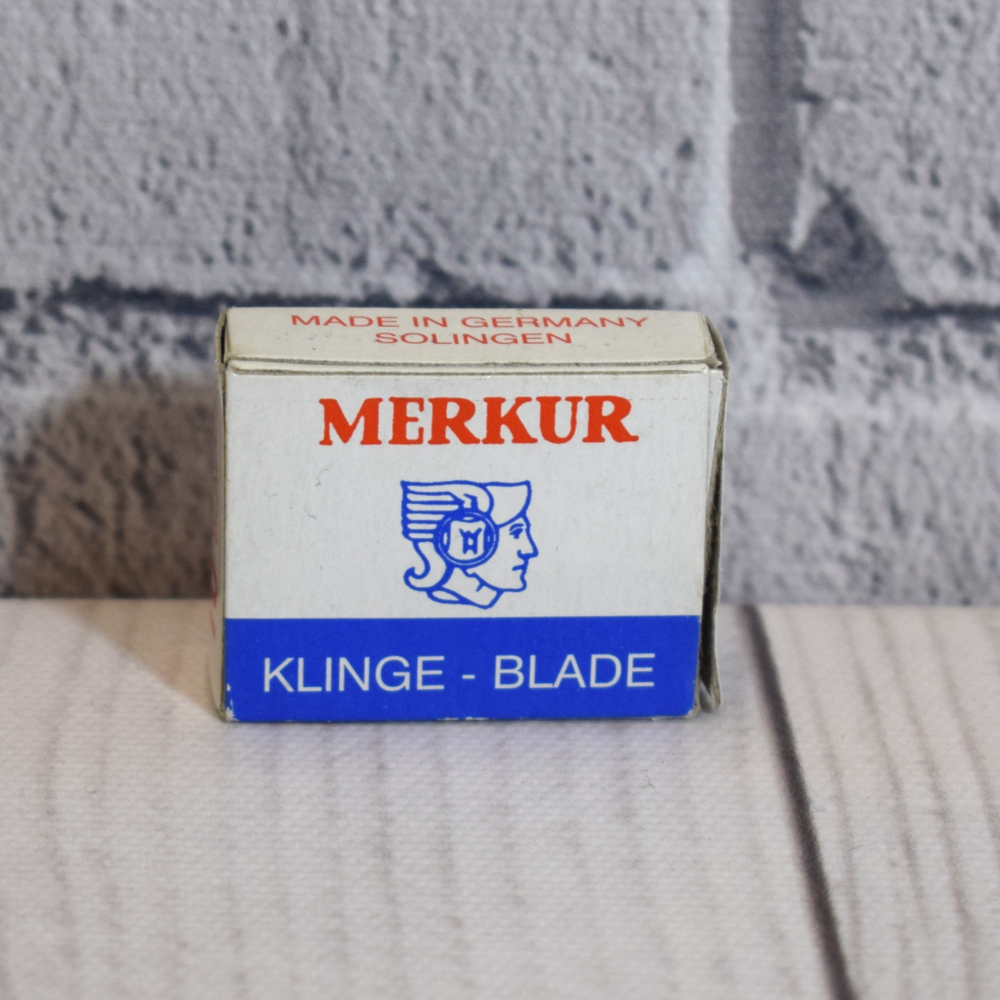 MADE IN GERMANY
SOLINGEN
MERKUR
KLINGE - BLADE